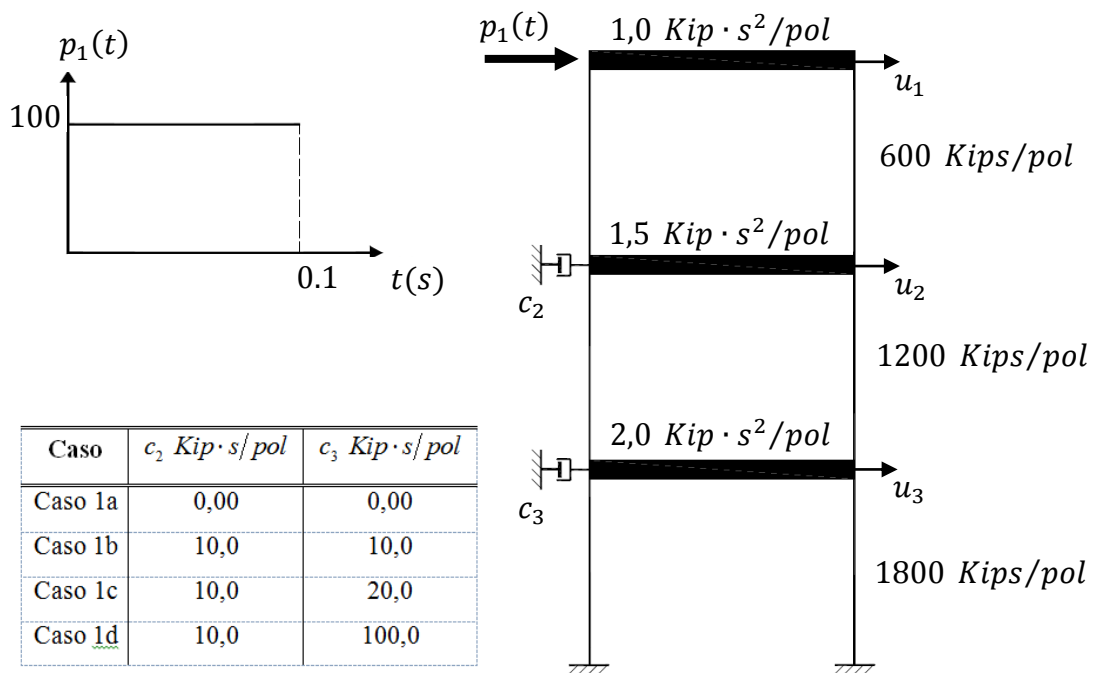 p₁(t)
100
0.1
t(s)
p₁(t)
1,0 Kip · s²/pol
u₁
600 Kips/pol
1,5 Kip · s²/pol
c₂
u₂
1200 Kips/pol
2,0 Kip · s²/pol
c₃
u₃
1800 Kips/pol
Caso c₂ Kip·s/pol c₃ Kip·s/pol
Caso 1a 0,00 0,00
Caso 1b 10,0 10,0
Caso 1c 10,0 20,0
Caso 1d 10,0 100,0